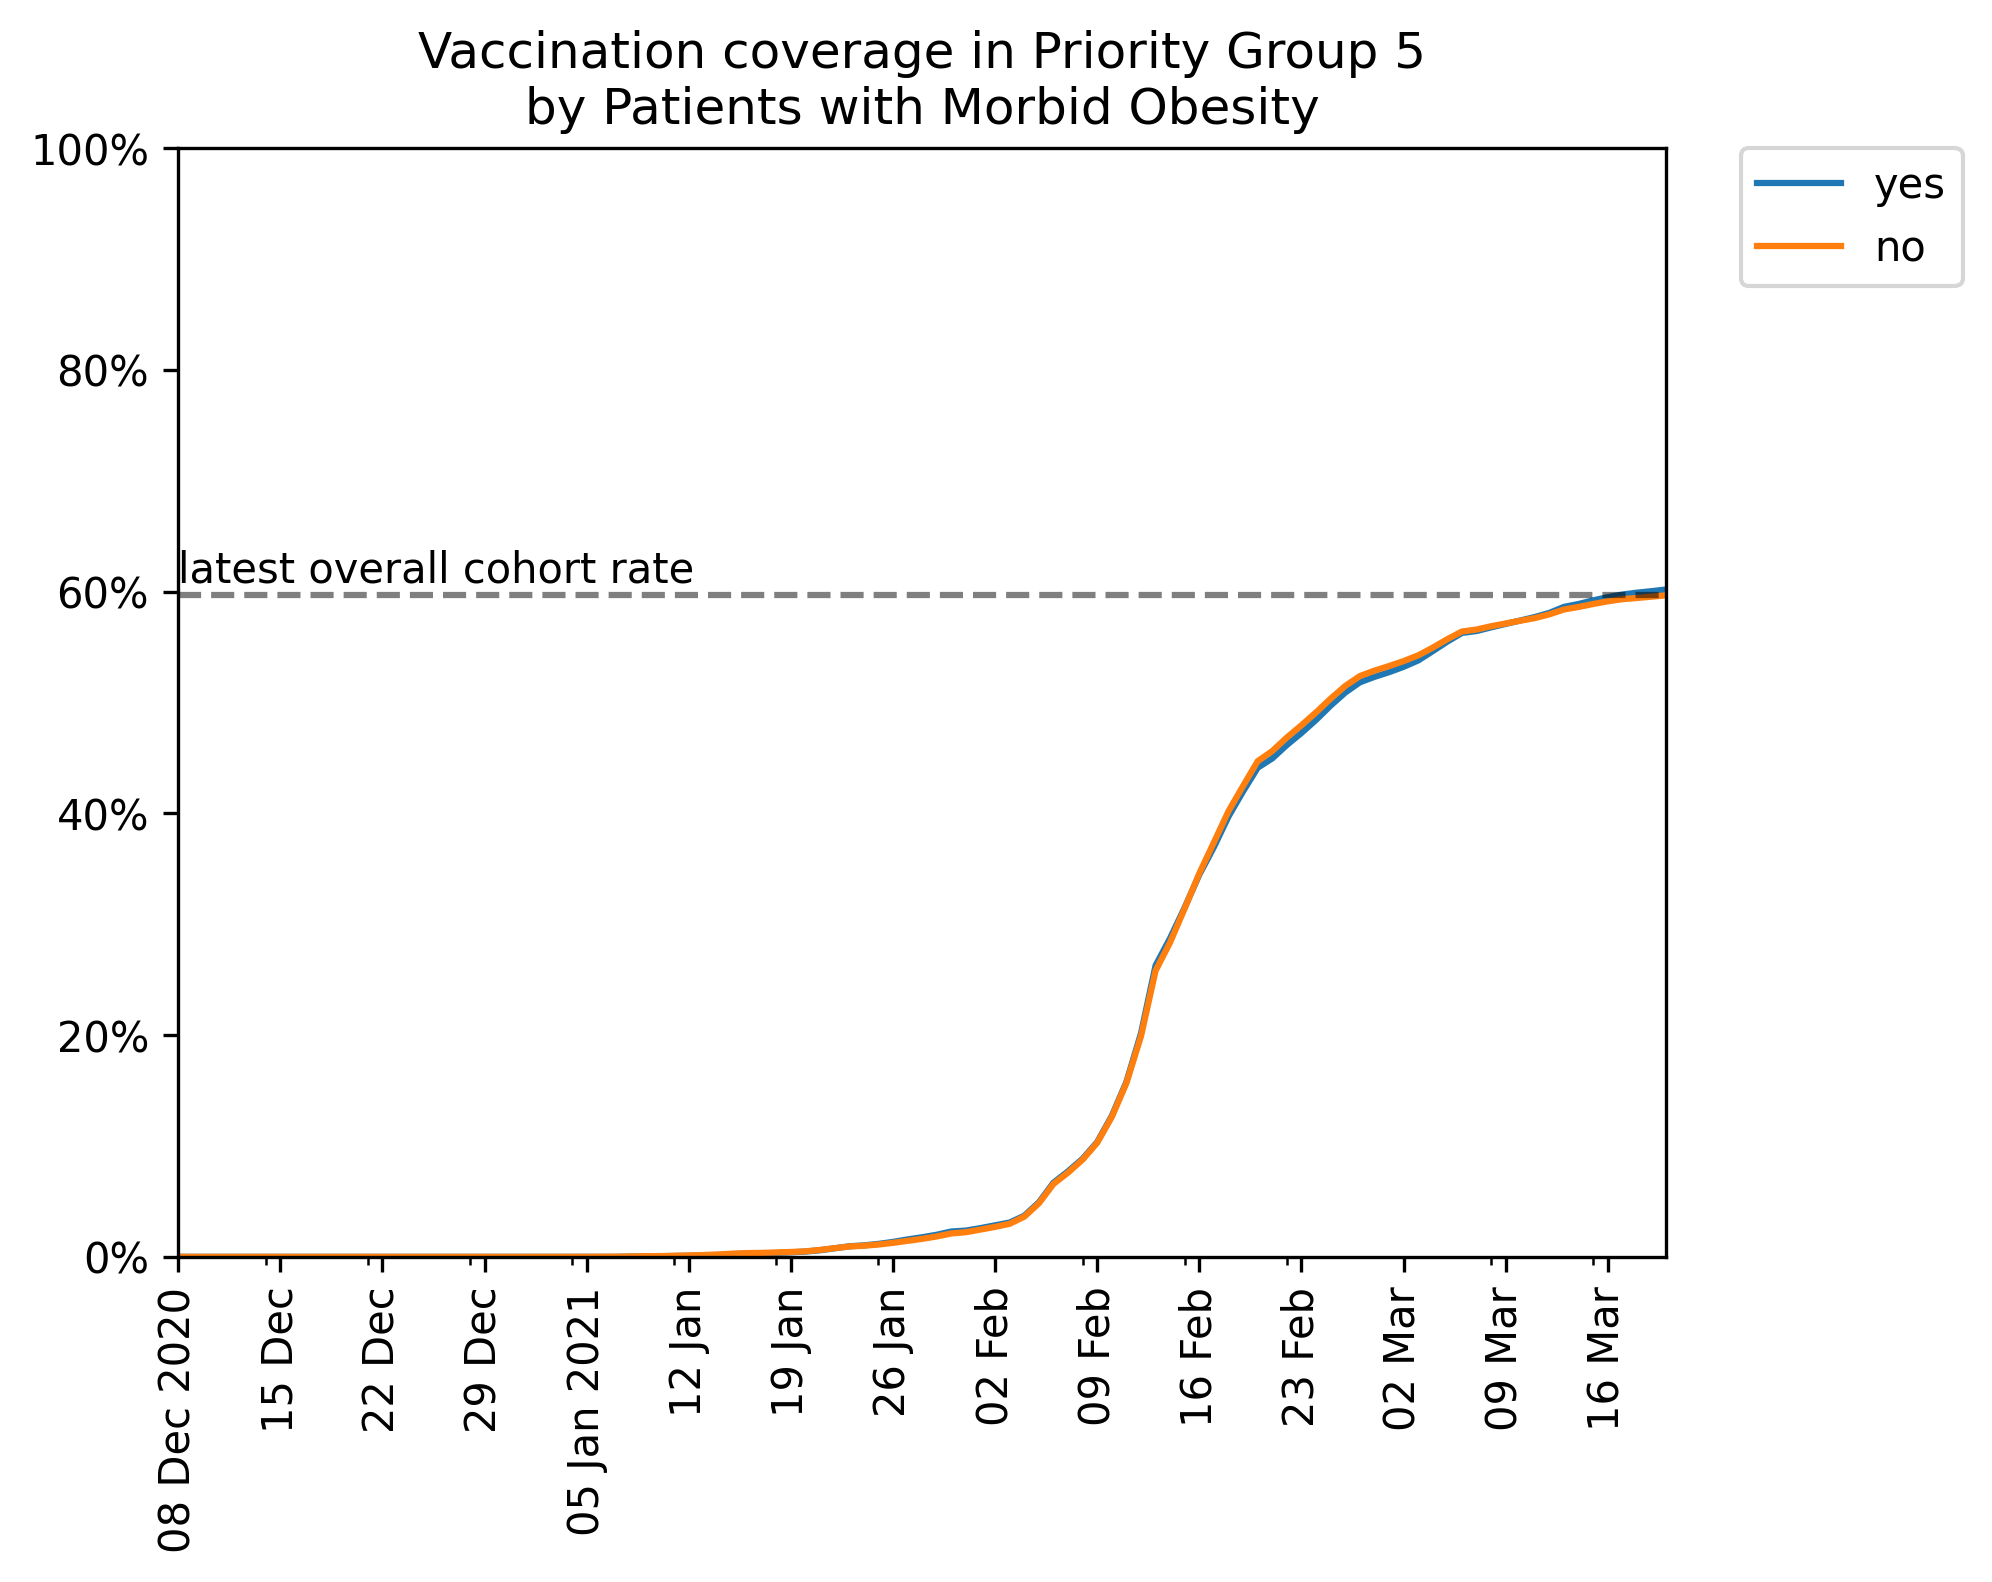 Vaccination coverage in Priority Group 5
by Patients with Morbid Obesity
100%
80%
60%
40%
20%
0%
latest overall cohort rate
yes
no
08 Dec 2020
15 Dec
22 Dec
29 Dec
05 Jan 2021
12 Jan
19 Jan
26 Jan
02 Feb
09 Feb
16 Feb
23 Feb
02 Mar
09 Mar
16 Mar